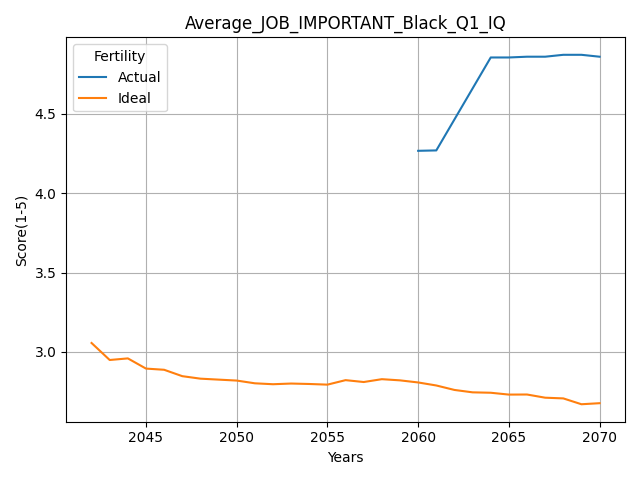 Average_JOB_IMPORTANT_Black_Q1_IQ
Fertility
Actual
Ideal
Score(1-5)
4.5
4.0
3.5
3.0
2045
2050
2055
2060
2065
2070
Years